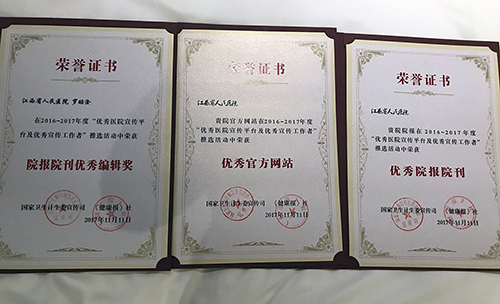 荣誉证书
江西省人民医院
在2016~2017年度“优秀医院宣传平
台及优秀宣传工作者”推选活动中荣获
院报院刊优秀编辑奖
国家卫生计生委宣传司 《健康报》社
2017年11月11日
荣誉证书
江西省人民医院
贵院官方网站在2016~2017年度
“优秀医院宣传平台及优秀宣传工作者”
推选活动中荣获
优秀官方网站
国家卫生计生委宣传司 《健康报》社
2017年11月11日
荣誉证书
江西省人民医院
贵院院报在2016~2017年度
“优秀医院宣传平台及优秀宣传工作者”
推选活动中荣获
优秀院报院刊
国家卫生计生委宣传司 《健康报》社
2017年11月11日